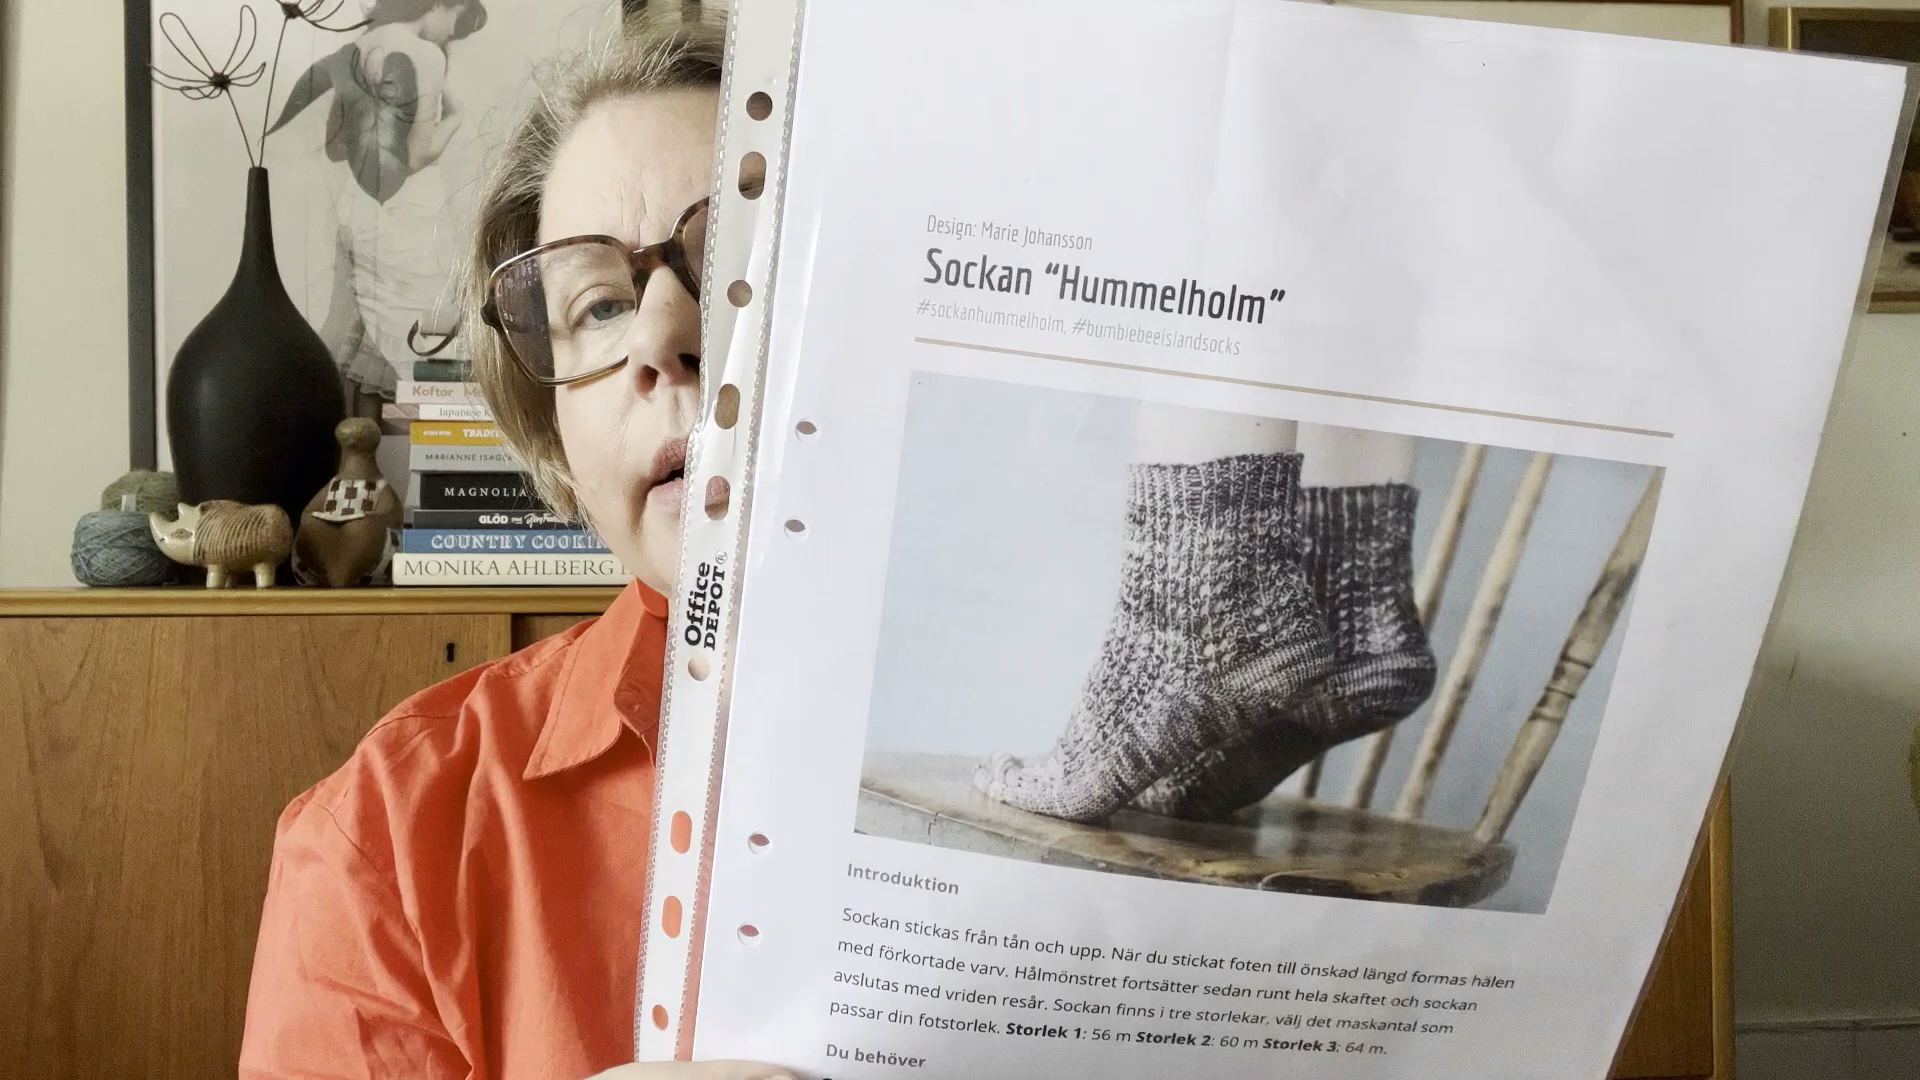 Design: Marie Johansson
Sockan “Hummelholm”
#sockanhummelholm, #bumblebeeislandsocks
Introduktion
Sockan stickas från tån och upp. När du stickat foten till önskad längd formas hälen
med förkortade varv. Hålmönstret fortsätter sedan runt hela skaftet och sockan
avslutas med vriden resår. Sockan finns i tre storlekar, välj det maskantal som
passar din fotstorlek. Storlek 1: 56 m Storlek 2: 60 m Storlek 3: 64 m.
Du behöver
Office
DEPOT®
Koftor
Japanese
MARIANNE
MAGNOLIA
GLÖD
COUNTRY
MONIKA AHLBERG